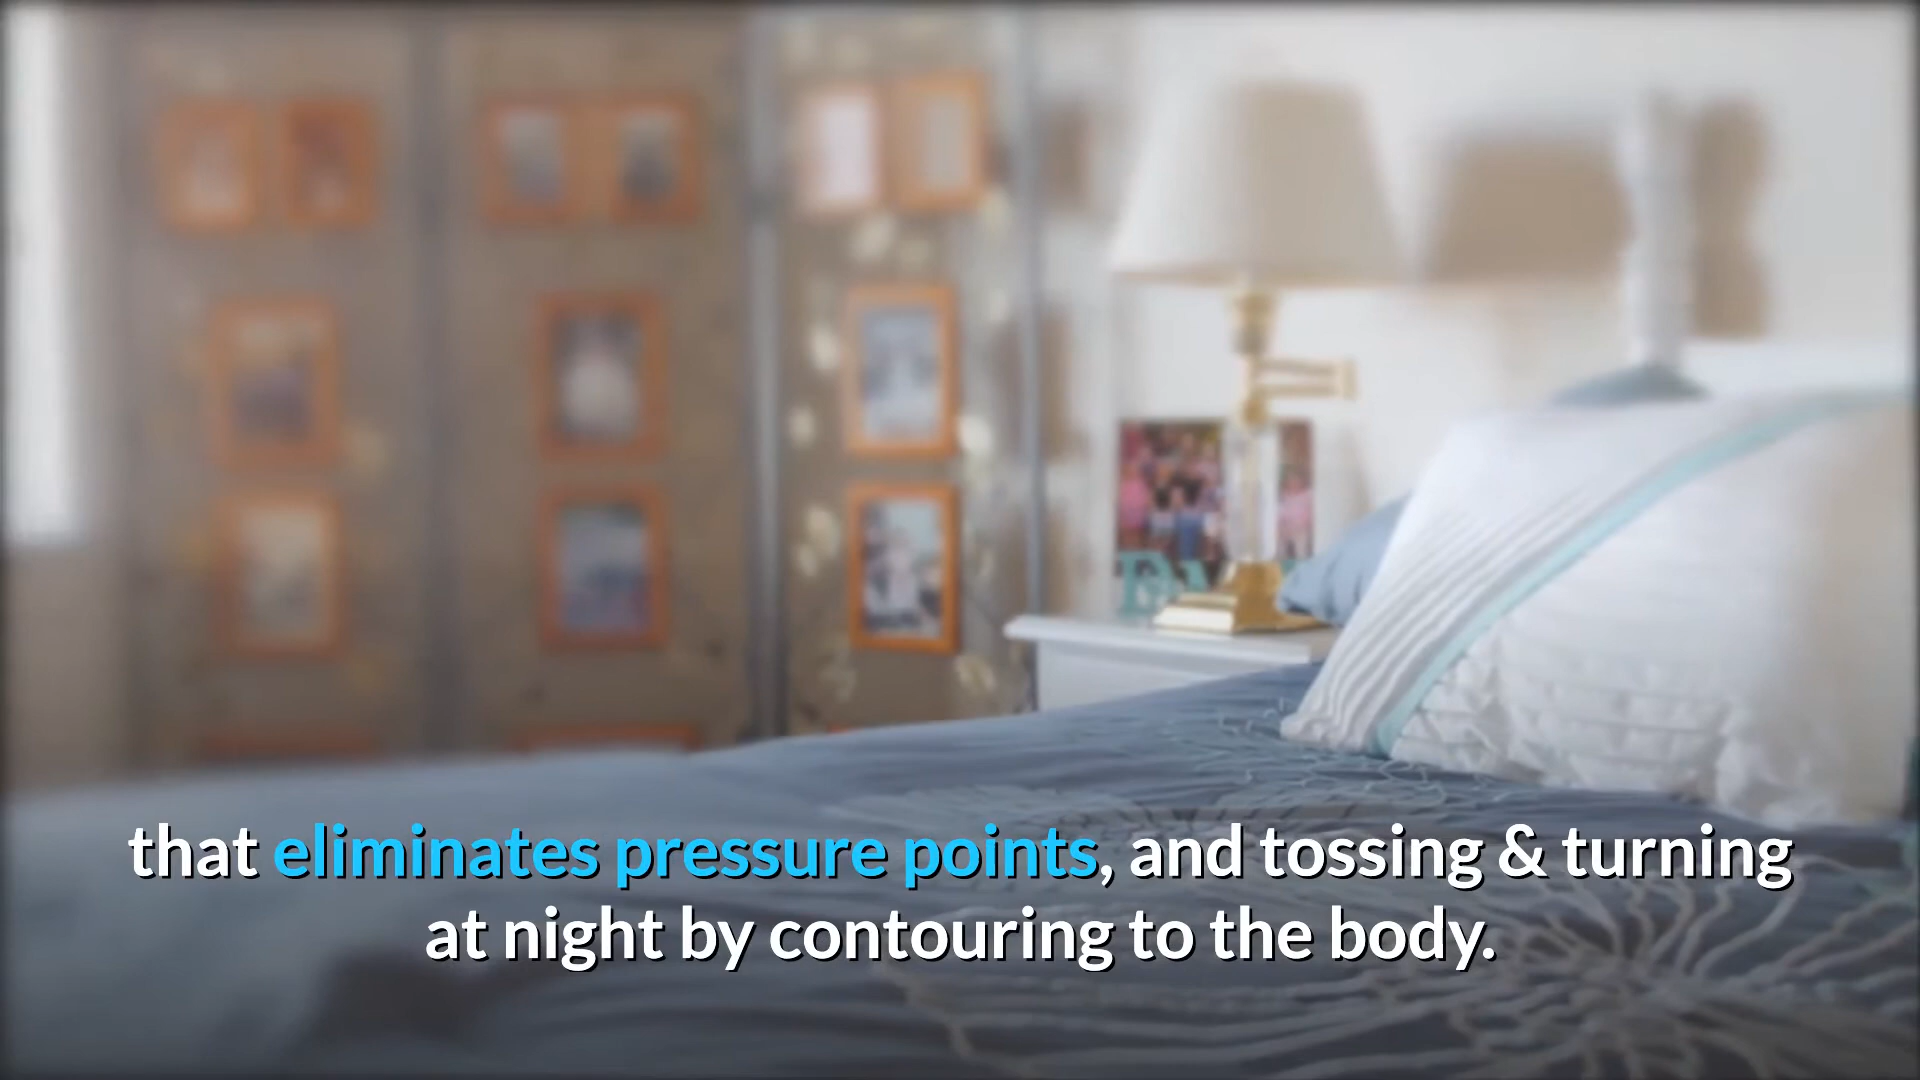 that eliminates pressure points, and tossing & turning
at night by contouring to the body.